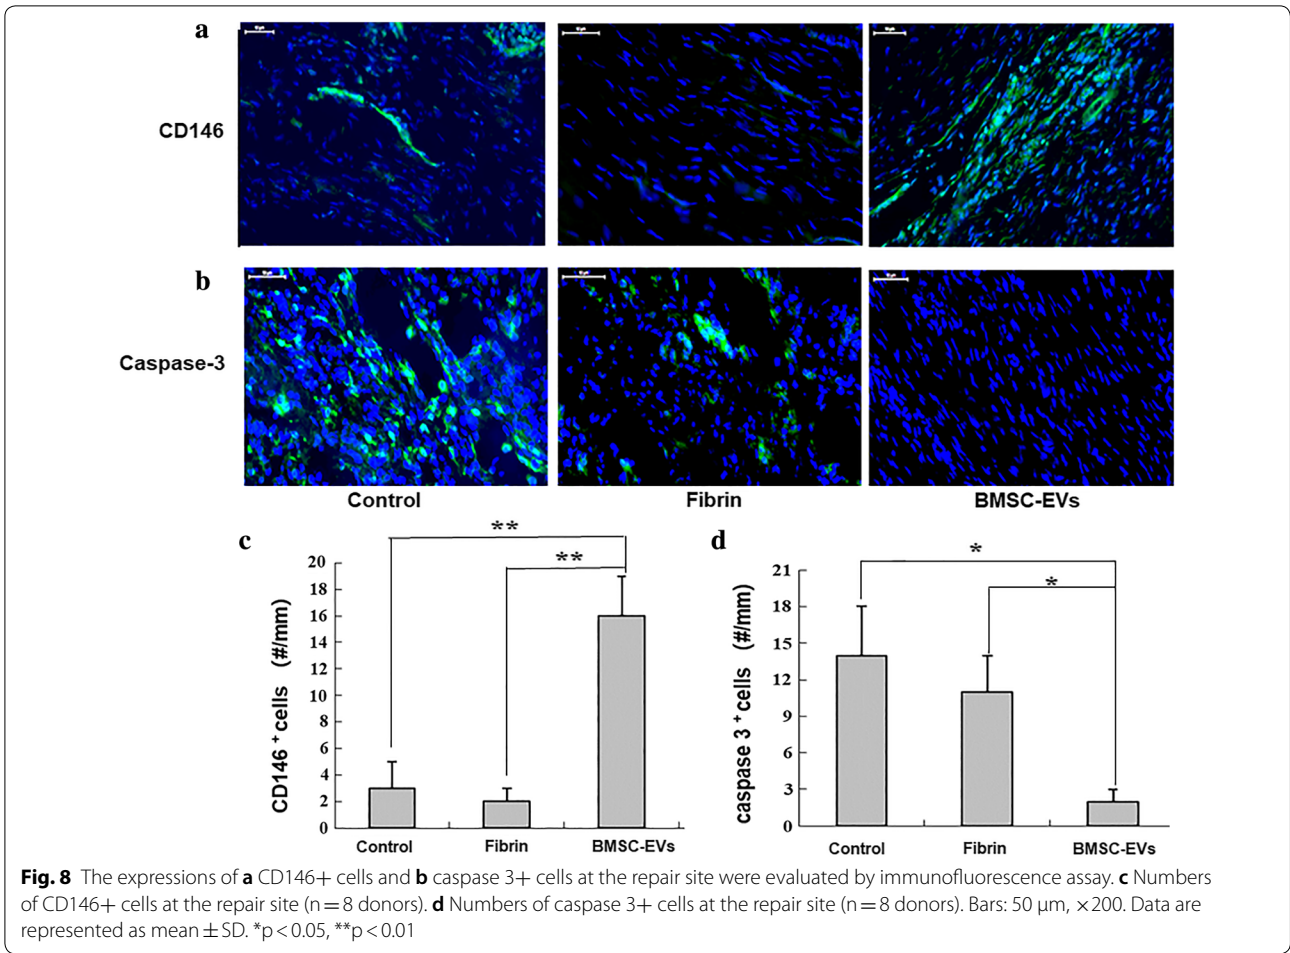 a
CD146
b
Caspase-3
Control Fibrin BMSC-EVs
c
**
**
CD146 + cells (#/mm)
20
18
16
14
12
10
8
6
4
2
0
Control Fibrin BMSC-EVs
d
*
*
caspase 3 + cells (#/mm)
21
18
15
12
9
6
3
0
Control Fibrin BMSC-EVs
Fig. 8 The expressions of a CD146+ cells and b caspase 3+ cells at the repair site were evaluated by immunofluorescence assay. c Numbers
of CD146+ cells at the repair site (n = 8 donors). d Numbers of caspase 3+ cells at the repair site (n = 8 donors). Bars: 50 μm, ×200. Data are
represented as mean ± SD. *p < 0.05, **p < 0.01